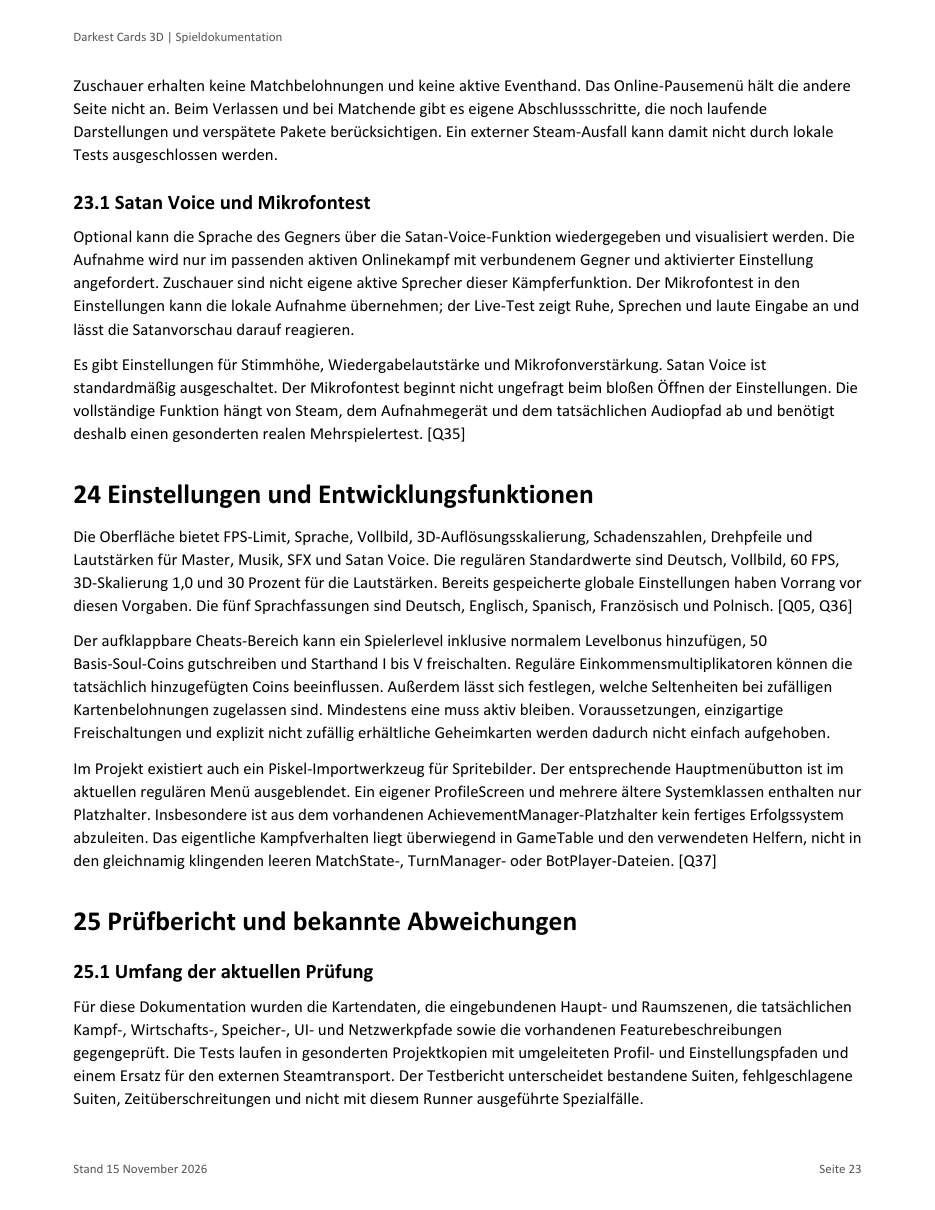 Darkest Cards 3D | Spieldokumentation
Zuschauer erhalten keine Matchbelohnungen und keine aktive Eventhand. Das Online-Pausemenü hält die andere
Seite nicht an. Beim Verlassen und bei Matchende gibt es eigene Abschlussschritte, die noch laufende
Darstellungen und verspätete Pakete berücksichtigen. Ein externer Steam-Ausfall kann damit nicht durch lokale
Tests ausgeschlossen werden.
23.1 Satan Voice und Mikrofontest
Optional kann die Sprache des Gegners über die Satan-Voice-Funktion wiedergegeben und visualisiert werden. Die
Aufnahme wird nur im passenden aktiven Onlinekampf mit verbundenem Gegner und aktivierter Einstellung
angefordert. Zuschauer sind nicht eigene aktive Sprecher dieser Kämpferfunktion. Der Mikrofontest in den
Einstellungen kann die lokale Aufnahme übernehmen; der Live-Test zeigt Ruhe, Sprechen und laute Eingabe an und
lässt die Satanvorschau darauf reagieren.
Es gibt Einstellungen für Stimmhöhe, Wiedergabelautstärke und Mikrofonverstärkung. Satan Voice ist
standardmäßig ausgeschaltet. Der Mikrofontest beginnt nicht ungefragt beim bloßen Öffnen der Einstellungen. Die
vollständige Funktion hängt von Steam, dem Aufnahmegerät und dem tatsächlichen Audiopfad ab und benötigt
deshalb einen gesonderten realen Mehrspielertest. [Q35]
24 Einstellungen und Entwicklungsfunktionen
Die Oberfläche bietet FPS-Limit, Sprache, Vollbild, 3D-Auflösungsskalierung, Schadenszahlen, Drehpfeile und
Lautstärken für Master, Musik, SFX und Satan Voice. Die regulären Standardwerte sind Deutsch, Vollbild, 60 FPS,
3D-Skalierung 1,0 und 30 Prozent für die Lautstärken. Bereits gespeicherte globale Einstellungen haben Vorrang vor
diesen Vorgaben. Die fünf Sprachfassungen sind Deutsch, Englisch, Spanisch, Französisch und Polnisch. [Q05, Q36]
Der aufklappbare Cheats-Bereich kann ein Spielerlevel inklusive normalem Levelbonus hinzufügen, 50
Basis-Soul-Coins gutschreiben und Starthand I bis V freischalten. Reguläre Einkommensmultiplikatoren können die
tatsächlich hinzugefügten Coins beeinflussen. Außerdem lässt sich festlegen, welche Seltenheiten bei zufälligen
Kartenbelohnungen zugelassen sind. Mindestens eine muss aktiv bleiben. Voraussetzungen, einzigartige
Freischaltungen und explizit nicht zufällig erhältliche Geheimkarten werden dadurch nicht einfach aufgehoben.
Im Projekt existiert auch ein Piskel-Importwerkzeug für Spritebilder. Der entsprechende Hauptmenübutton ist im
aktuellen regulären Menü ausgeblendet. Ein eigener ProfileScreen und mehrere ältere Systemklassen enthalten nur
Platzhalter. Insbesondere ist aus dem vorhandenen AchievementManager-Platzhalter kein fertiges Erfolgssystem
abzuleiten. Das eigentliche Kampfverhalten liegt überwiegend in GameTable und den verwendeten Helfern, nicht in
den gleichnamig klingenden leeren MatchState-, TurnManager- oder BotPlayer-Dateien. [Q37]
25 Prüfbericht und bekannte Abweichungen
25.1 Umfang der aktuellen Prüfung
Für diese Dokumentation wurden die Kartendaten, die eingebundenen Haupt- und Raumszenen, die tatsächlichen
Kampf-, Wirtschafts-, Speicher-, UI- und Netzwerkpfade sowie die vorhandenen Featurebeschreibungen
gegengeprüft. Die Tests laufen in gesonderten Projektkopien mit umgeleiteten Profil- und Einstellungspfaden und
einem Ersatz für den externen Steamtransport. Der Testbericht unterscheidet bestandene Suiten, fehlgeschlagene
Suiten, Zeitüberschreitungen und nicht mit diesem Runner ausgeführte Spezialfälle.
Stand 15 November 2026
Seite 23